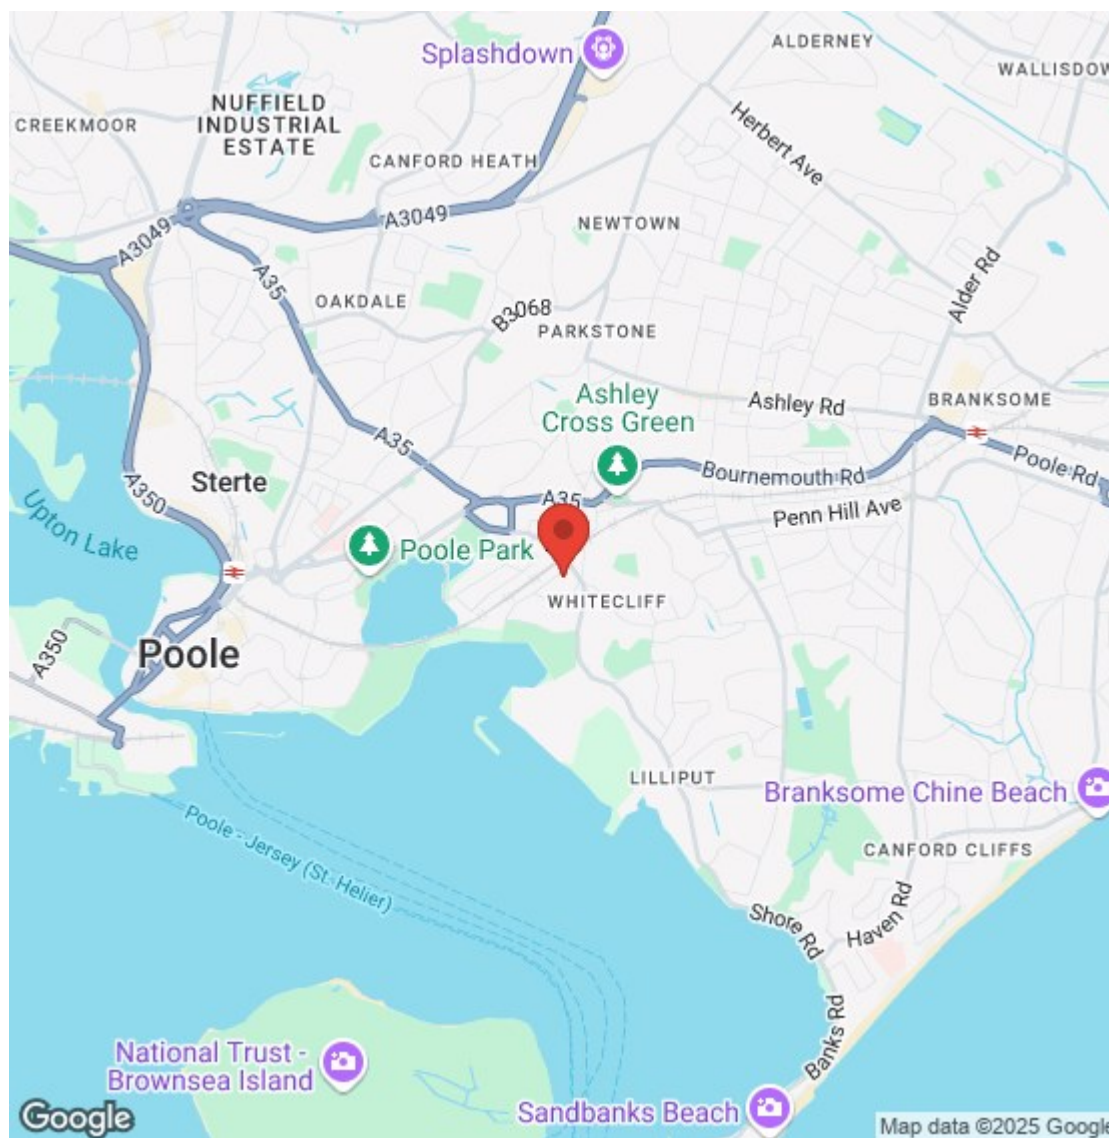 Splashdown
ALDERNEY
WALLISDOW
NUFFIELD
INDUSTRIAL
ESTATE
CREEKMOOR
CANFORD HEATH
Herbert Ave
A3049
A3049
NEWTOWN
A35
OAKDALE
B3068
PARKSTONE
Alder Rd
Ashley
Cross Green
Ashley Rd
BRANKSOME
A35
Bournemouth Rd
Poole Rd
Sterte
A350
A35
Penn Hill Ave
Upton Lake
Poole Park
WHITECLIFF
A350
Poole
LILLIPUT
Branksome Chine Beach
Poole - Jersey (St. Helier)
CANFORD CLIFFS
Shore Rd
Haven Rd
Banks Rd
National Trust -
Brownsea Island
Sandbanks Beach
Google
Map data ©2025 Google